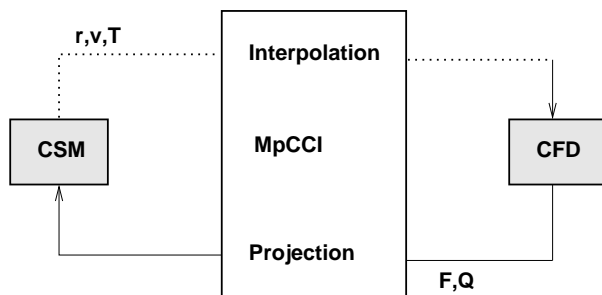 r,v,T
Interpolation
CSM
MpCCI
CFD
Projection
F,Q